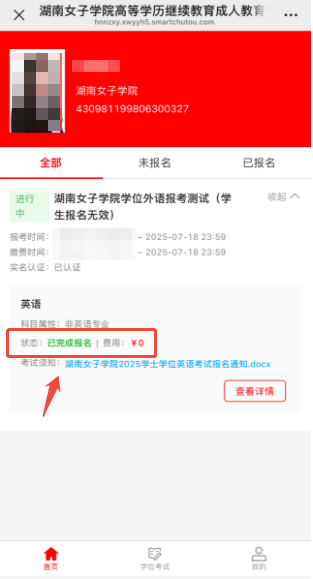 湖南女子学院高等学历继续教育成人教育
hnnzxy.xwyyh5.smartchutou.com
湖南女子学院
430981199806300327
全部 未报名 已报名
进行中 湖南女子学院学位外语报考测试（学生报名无效） 收起
报考时间： ~ 2025-07-18 23:59
缴费时间： ~ 2025-07-18 23:59
实名认证：已认证
英语
科目属性：非英语专业
状态：已完成报名 | 费用：￥0
考试须知：湖南女子学院2025学士学位英语考试报名通知.docx
查看详情
首页 学位考试 我的